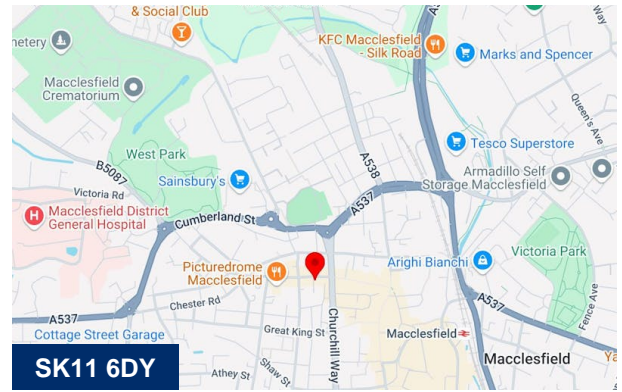 & Social Club
metery
KFC Macclesfield
- Silk Road
Marks and Spencer
Way
Macclesfield
Crematorium
Queen's Ave
B5087
West Park
Victoria Rd
Sainsbury's
A538
A537
Tesco Superstore
Armadillo Self
Storage Macclesfield
Macclesfield District
General Hospital
Cumberland St
Victoria Park
Picturedrome
Macclesfield
Arighi Bianchi
Chester Rd
A537
A537
Fence Ave
Cottage Street Garage
Great King St
Churchill Way
Macclesfield
Macclesfield
Ya
SK11 6DY
Athey St
Shaw St